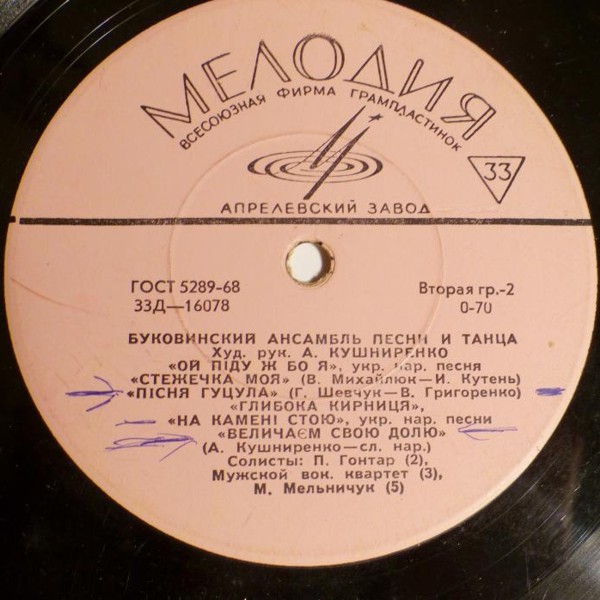 МЕЛОДИЯ
ВСЕСОЮЗНАЯ ФИРМА ГРАМПЛАСТИНОК
33
АПРЕЛЕВСКИЙ ЗАВОД
ГОСТ 5289-68
Вторая гр.-2
33Д—16078
0-70
БУКОВИНСКИЙ АНСАМБЛЬ ПЕСНИ И ТАНЦА
Худ. рук. А. КУШНИРЕНКО
«ОЙ ПІДУ Ж БО Я», укр. нар. песня
«СТЕЖЕЧКА МОЯ» (В. Михайлюк—И. Кутень)
«ПІСНЯ ГУЦУЛА» (Г. Шевчук—В. Григоренко)
«ГЛИБОКА КИРНИЦЯ»,
«НА КАМЕНІ СТОЮ», укр. нар. песни
«ВЕЛИЧАЄМ СВОЮ ДОЛЮ»
(А. Кушниренко—сл. нар.)
Солисты: П. Гонтар (2),
Мужской вок. квартет (3),
М. Мельничук (5)